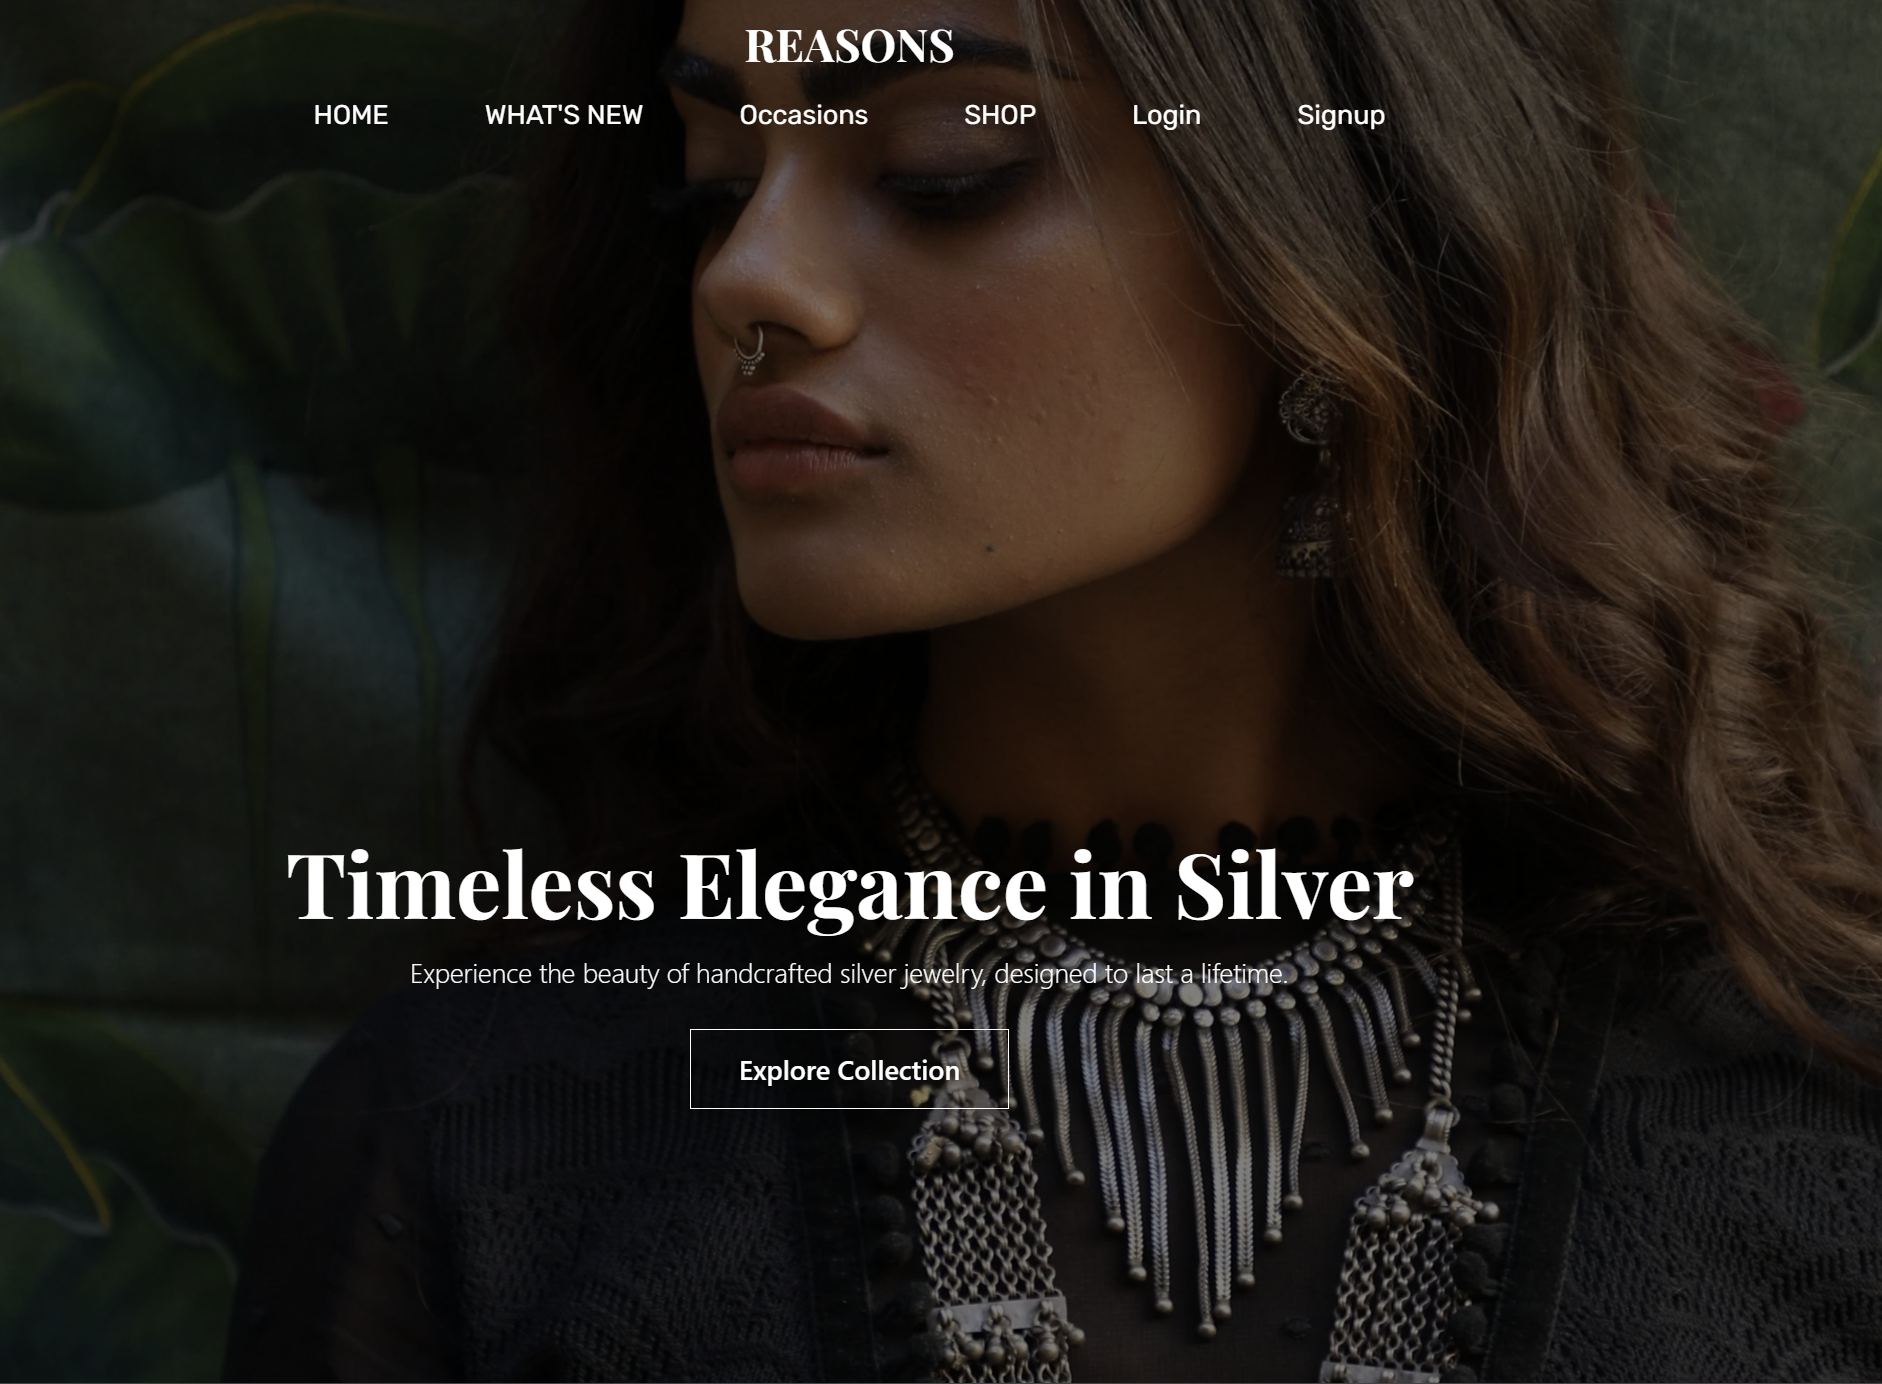 REASONS
HOME WHAT'S NEW Occasions SHOP Login Signup
Timeless Elegance in Silver
Experience the beauty of handcrafted silver jewelry, designed to last a lifetime.
Explore Collection